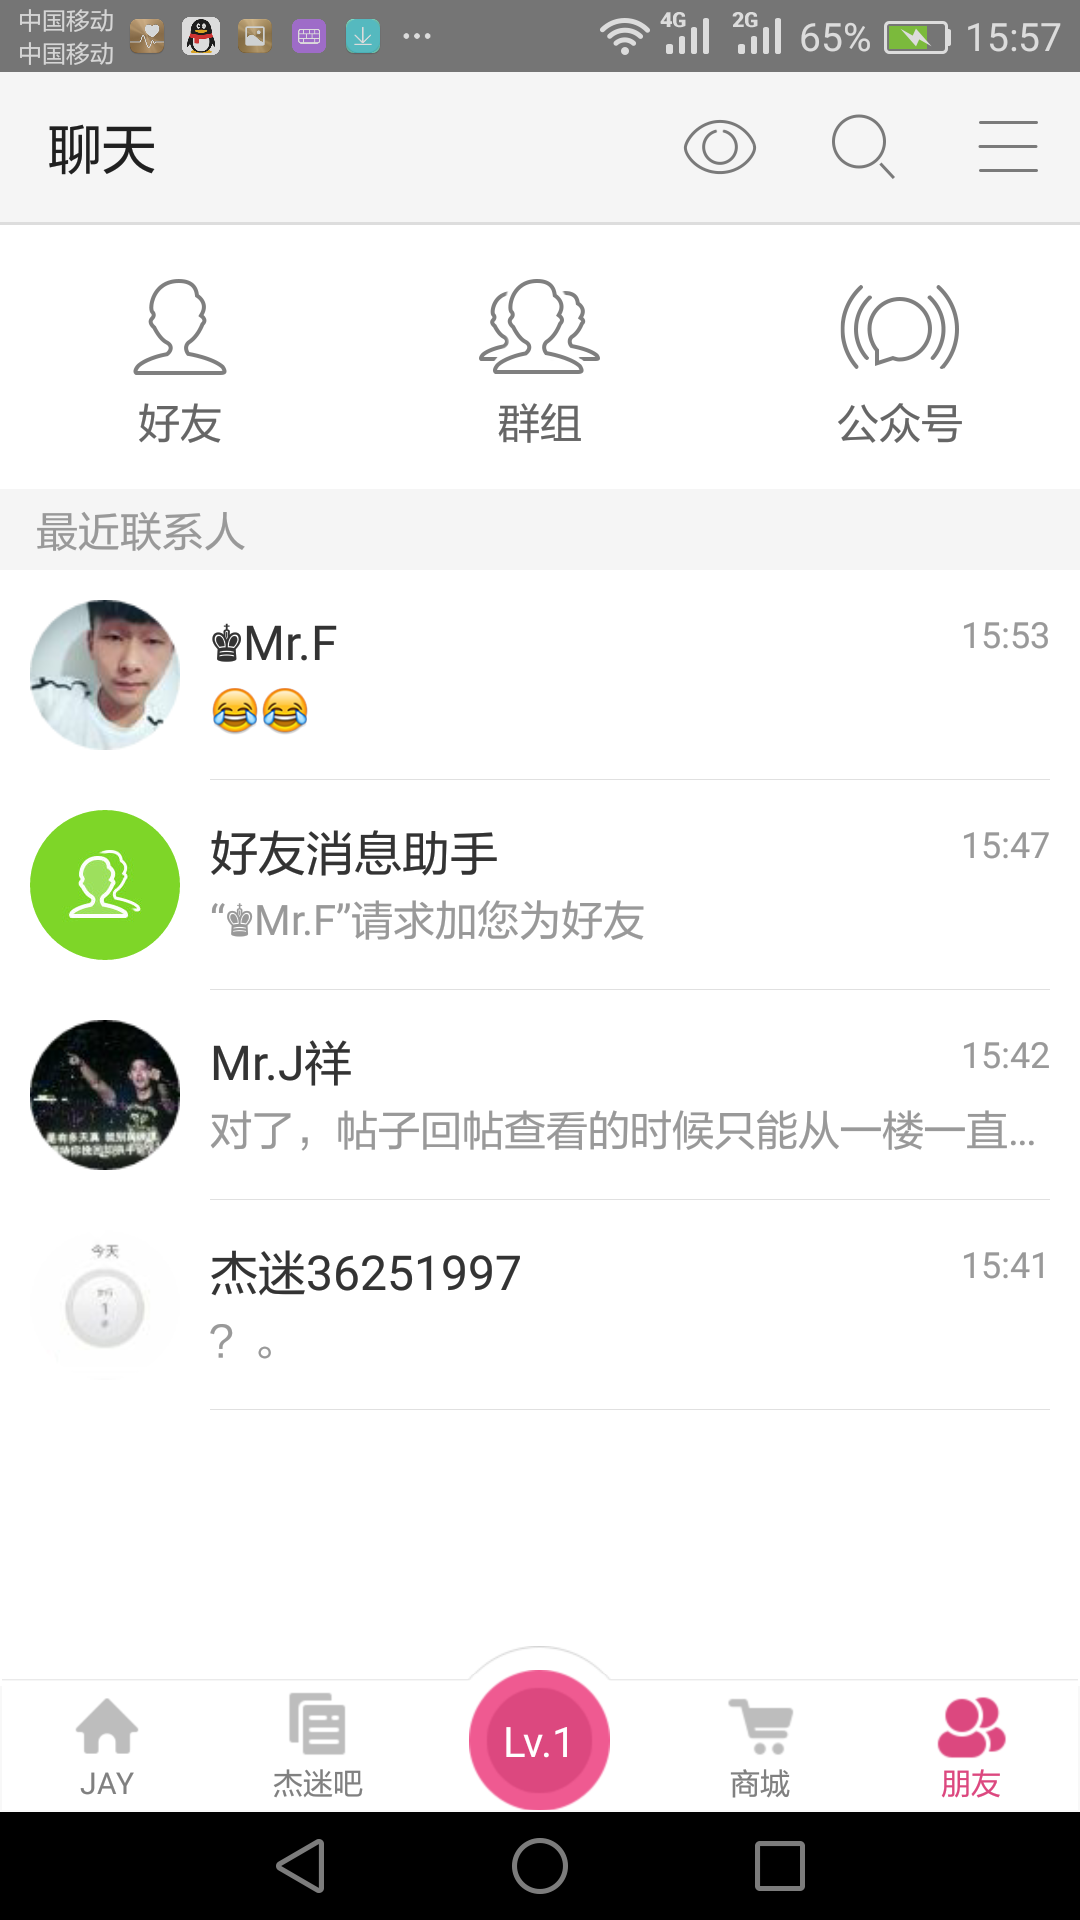 中国移动
中国移动
4G
2G
65%
15:57
聊天
好友
群组
公众号
最近联系人
♚Mr.F
15:53
😂😂
好友消息助手
15:47
“♚Mr.F”请求加您为好友
Mr.J祥
15:42
对了，帖子回帖查看的时候只能从一楼一直...
今天
1
杰迷36251997
15:41
？。
JAY
杰迷吧
Lv.1
商城
朋友